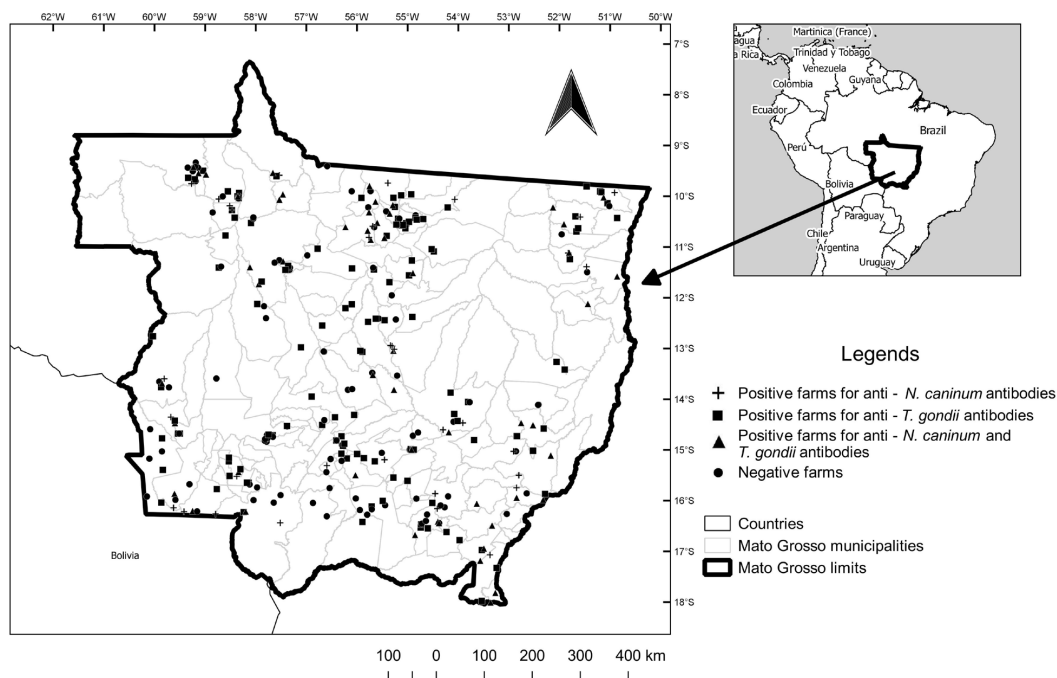 62°W 61°W 60°W 59°W 58°W 57°W 56°W 55°W 54°W 53°W 52°W 51°W 50°W
7°S
8°S
9°S
10°S
11°S
12°S
13°S
14°S
15°S
16°S
17°S
18°S
Bolivia
100 0 100 200 300 400 km
Martinica (France)
agua
Trinidad y Tobago
a Rica
Venezuela
Guyana
Colombia
Ecuador
Brazil
Perú
Bolivia
Paraguay
Chile
Argentina
Uruguay
Legends
Positive farms for anti - N. caninum antibodies
Positive farms for anti - T. gondii antibodies
Positive farms for anti - N. caninum and
T. gondii antibodies
Negative farms
Countries
Mato Grosso municipalities
Mato Grosso limits